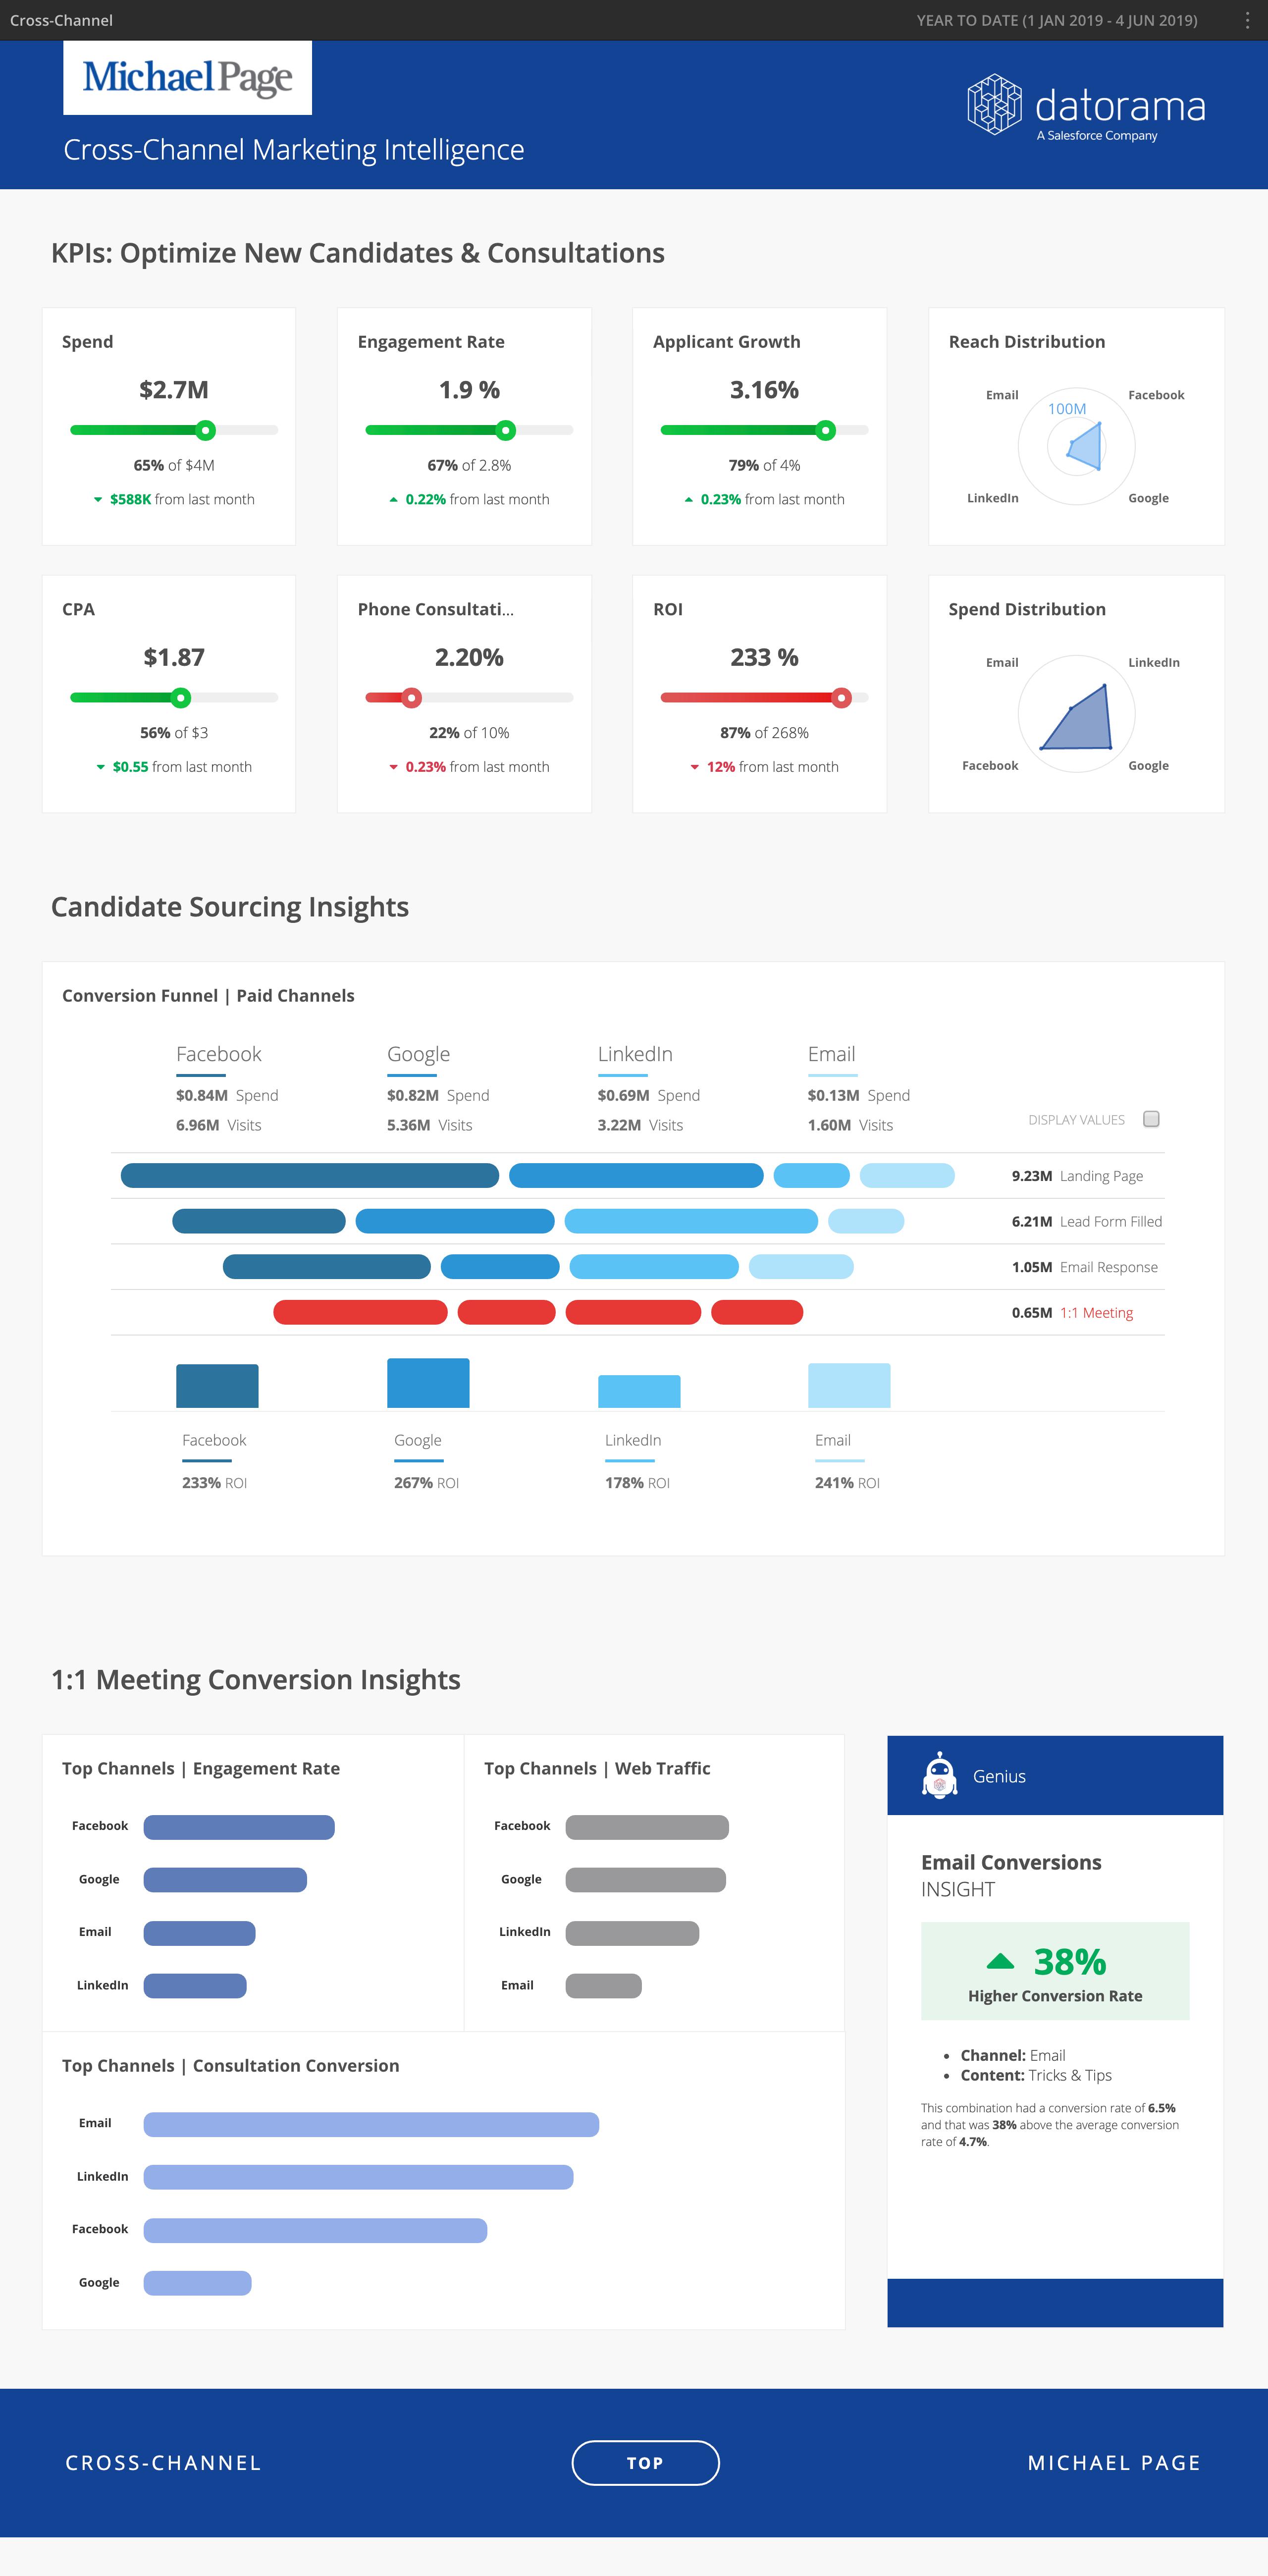 Cross-Channel
YEAR TO DATE (1 JAN 2019 - 4 JUN 2019)
MichaelPage
datorama
A Salesforce Company
Cross-Channel Marketing Intelligence
KPIs: Optimize New Candidates & Consultations
Spend
$2.7M
65% of $4M
$588K from last month
Engagement Rate
1.9 %
67% of 2.8%
0.22% from last month
Applicant Growth
3.16%
79% of 4%
0.23% from last month
Reach Distribution
Email
Facebook
100M
LinkedIn
Google
CPA
$1.87
56% of $3
$0.55 from last month
Phone Consultati...
2.20%
22% of 10%
0.23% from last month
ROI
233 %
87% of 268%
12% from last month
Spend Distribution
Email
LinkedIn
Facebook
Google
Candidate Sourcing Insights
Conversion Funnel | Paid Channels
Facebook
$0.84M Spend
6.96M Visits
Google
$0.82M Spend
5.36M Visits
LinkedIn
$0.69M Spend
3.22M Visits
Email
$0.13M Spend
1.60M Visits
DISPLAY VALUES
9.23M Landing Page
6.21M Lead Form Filled
1.05M Email Response
0.65M 1:1 Meeting
Facebook
233% ROI
Google
267% ROI
LinkedIn
178% ROI
Email
241% ROI
1:1 Meeting Conversion Insights
Top Channels | Engagement Rate
Facebook
Google
Email
LinkedIn
Top Channels | Web Traffic
Facebook
Google
LinkedIn
Email
Top Channels | Consultation Conversion
Email
LinkedIn
Facebook
Google
Genius
Email Conversions
INSIGHT
38%
Higher Conversion Rate
• Channel: Email
• Content: Tricks & Tips
This combination had a conversion rate of 6.5%
and that was 38% above the average conversion
rate of 4.7%.
CROSS-CHANNEL
TOP
MICHAEL PAGE